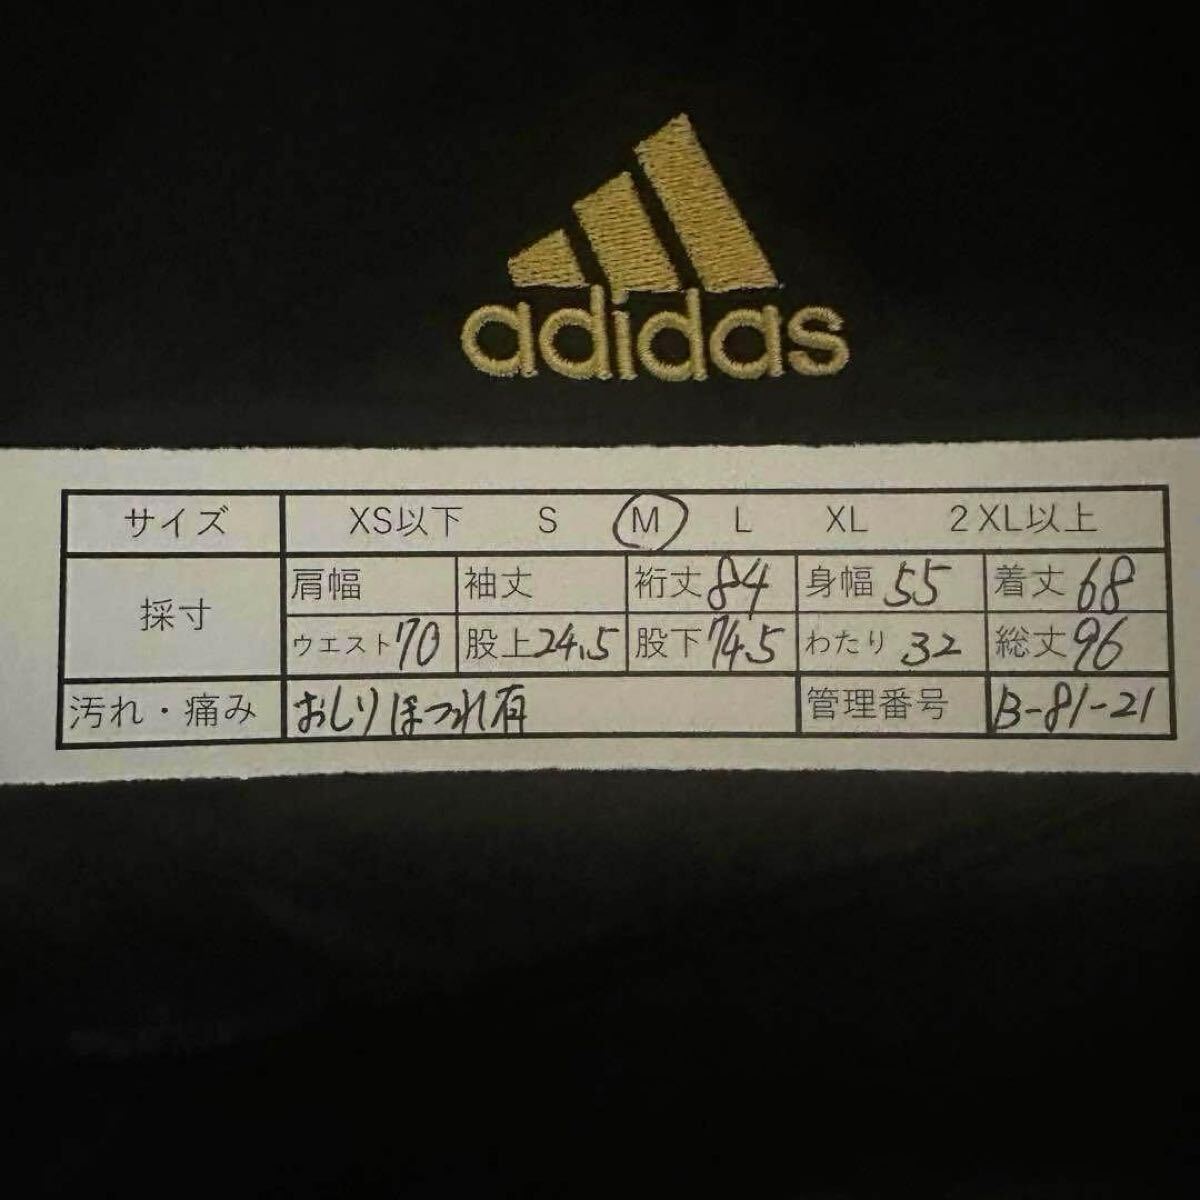 adidas
サイズ XS以下 S M L XL 2XL以上
採寸 肩幅 袖丈 裄丈84 身幅55 着丈68
ウエスト70 股上24.5 股下74.5 わたり32 総丈96
汚れ・痛み おしりほつれ有 管理番号 B-81-21